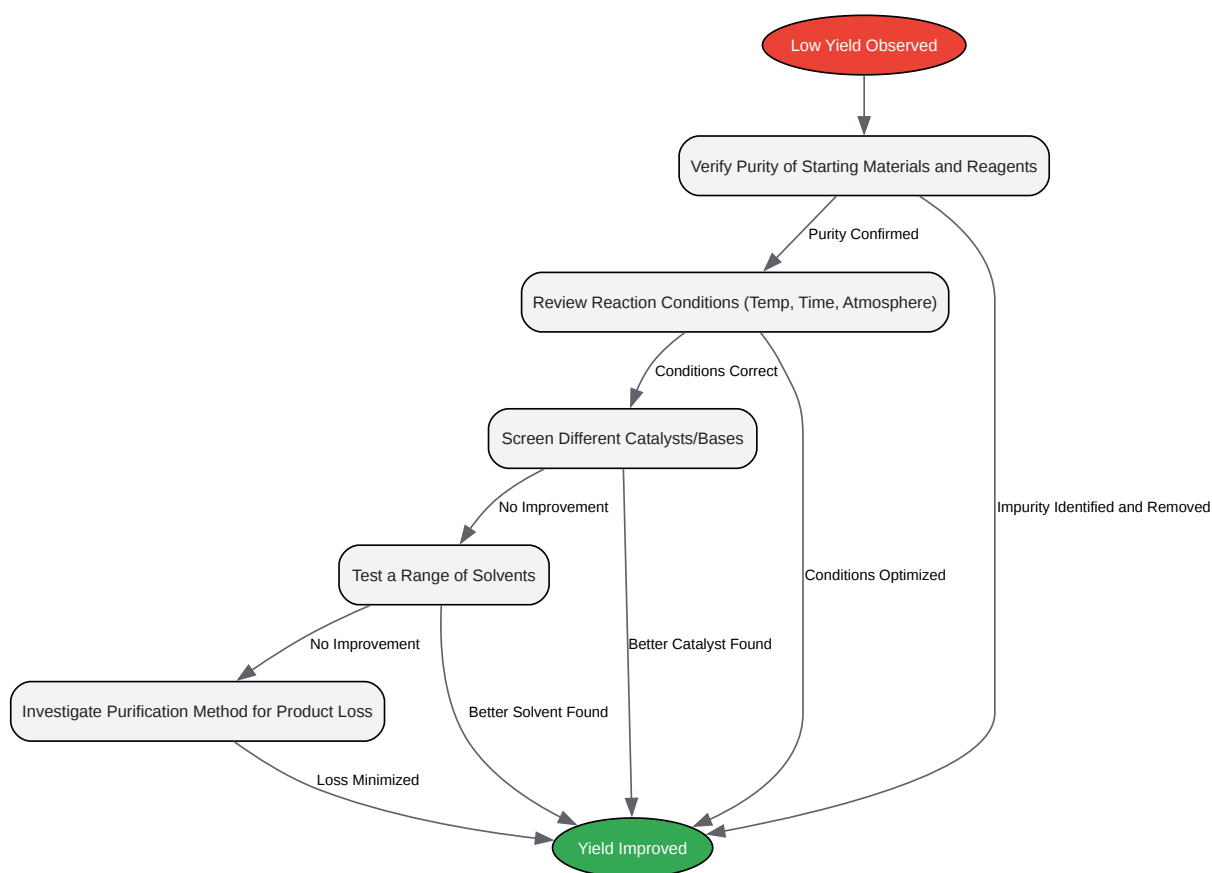 Low Yield Observed
Verify Purity of Starting Materials and Reagents
Purity Confirmed
Review Reaction Conditions (Temp, Time, Atmosphere)
Conditions Correct
Screen Different Catalysts/Bases
No Improvement
Impurity Identified and Removed
Test a Range of Solvents
Conditions Optimized
No Improvement
Better Catalyst Found
Investigate Purification Method for Product Loss
Better Solvent Found
Loss Minimized
Yield Improved